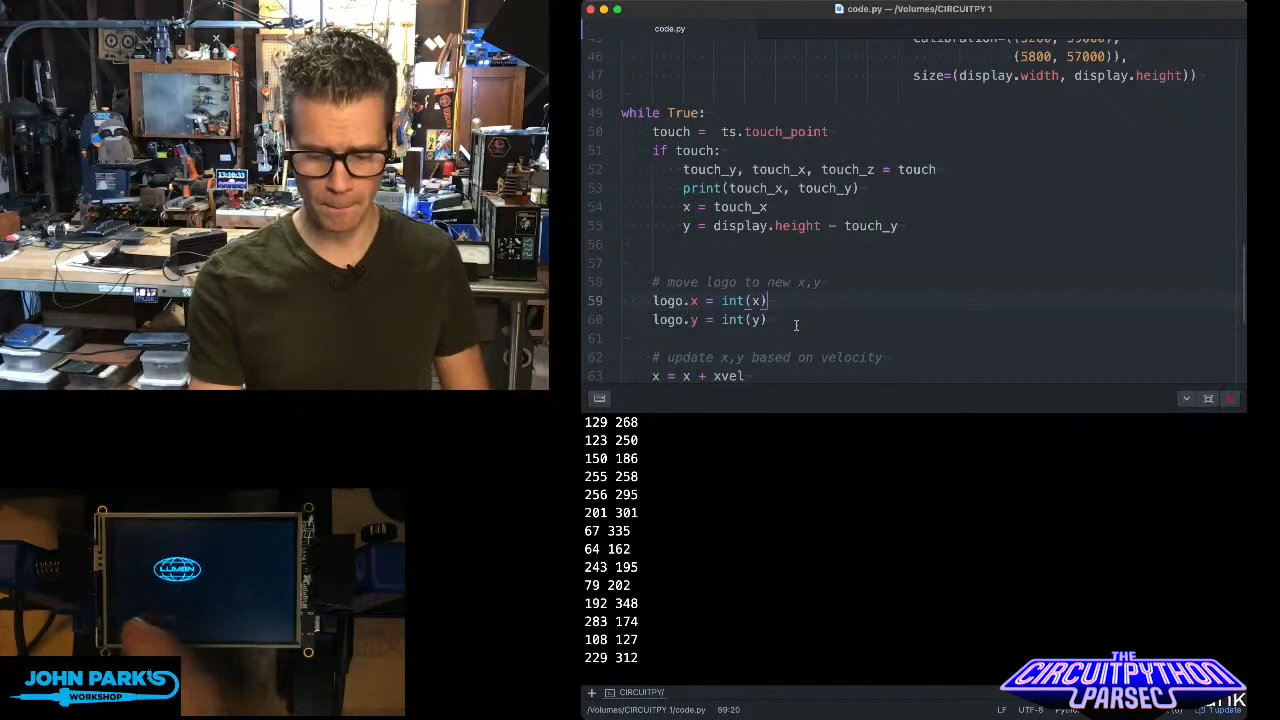 code.py — /Volumes/CIRCUITPY 1
code.py
46 (5800, 57000)),
47 size=(display.width, display.height))
48
49 while True:
50 touch = ts.touch_point
51 if touch:
52 touch_y, touch_x, touch_z = touch
53 print(touch_x, touch_y)
54 x = touch_x
55 y = display.height - touch_y
56
57
58 # move logo to new x,y
59 logo.x = int(x)
60 logo.y = int(y)
61
62 # update x,y based on velocity
63 x = x + xvel
129 268
123 250
150 186
255 258
256 295
201 301
67 335
64 162
243 195
79 202
192 348
283 174
108 127
229 312
CIRCUITPY/
/Volumes/CIRCUITPY 1/code.py 59:20 LF UTF-8 1 update
13:10:33
LUMON
JOHN PARK'S
WORKSHOP
THE
CIRCUITPYTHON
PARSEC